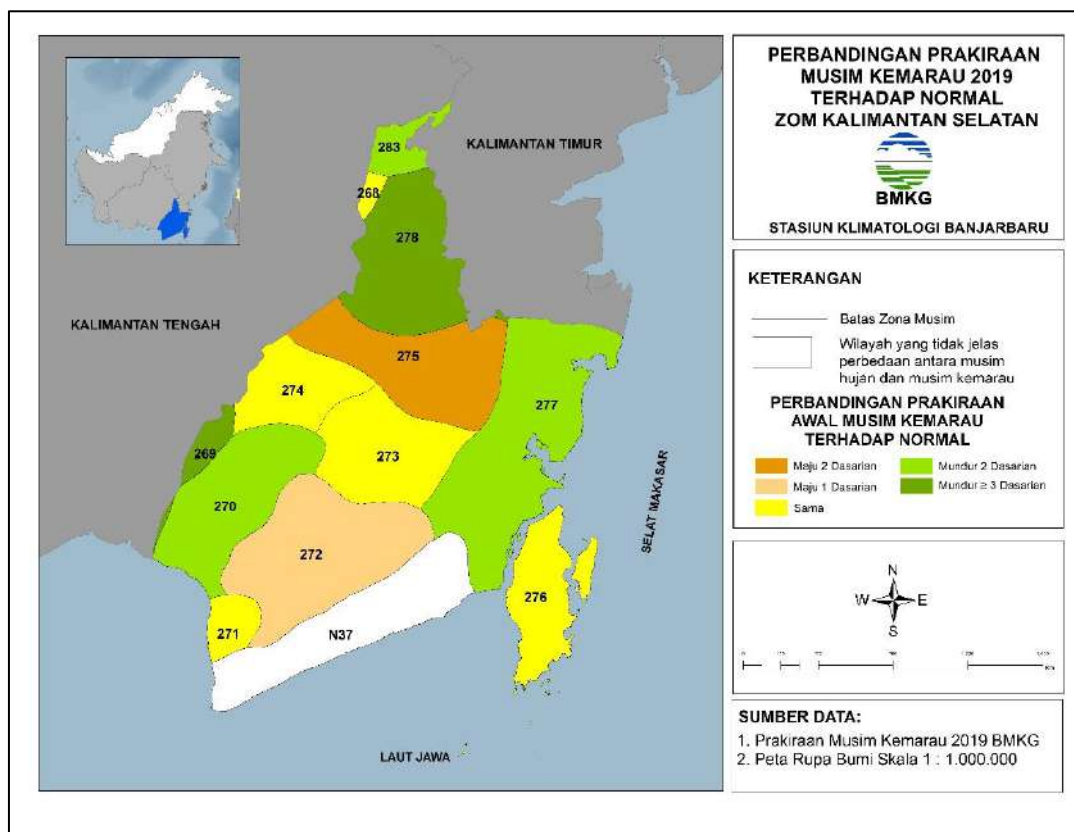 PERBANDINGAN PRAKIRAAN
MUSIM KEMARAU 2019
TERHADAP NORMAL
ZOM KALIMANTAN SELATAN
BMKG
STASIUN KLIMATOLOGI BANJARBARU
KALIMANTAN TIMUR
KALIMANTAN TENGAH
SELAT MAKASAR
LAUT JAWA
283
268
278
275
274
277
273
269
270
272
276
271
N37
KETERANGAN
Batas Zona Musim
Wilayah yang tidak jelas
perbedaan antara musim
hujan dan musim kemarau
PERBANDINGAN PRAKIRAAN
AWAL MUSIM KEMARAU
TERHADAP NORMAL
Maju 2 Dasarian
Maju 1 Dasarian
Sama
Mundur 2 Dasarian
Mundur ≥ 3 Dasarian
N
W E
S
Km
SUMBER DATA:
1. Prakiraan Musim Kemarau 2019 BMKG
2. Peta Rupa Bumi Skala 1 : 1.000.000